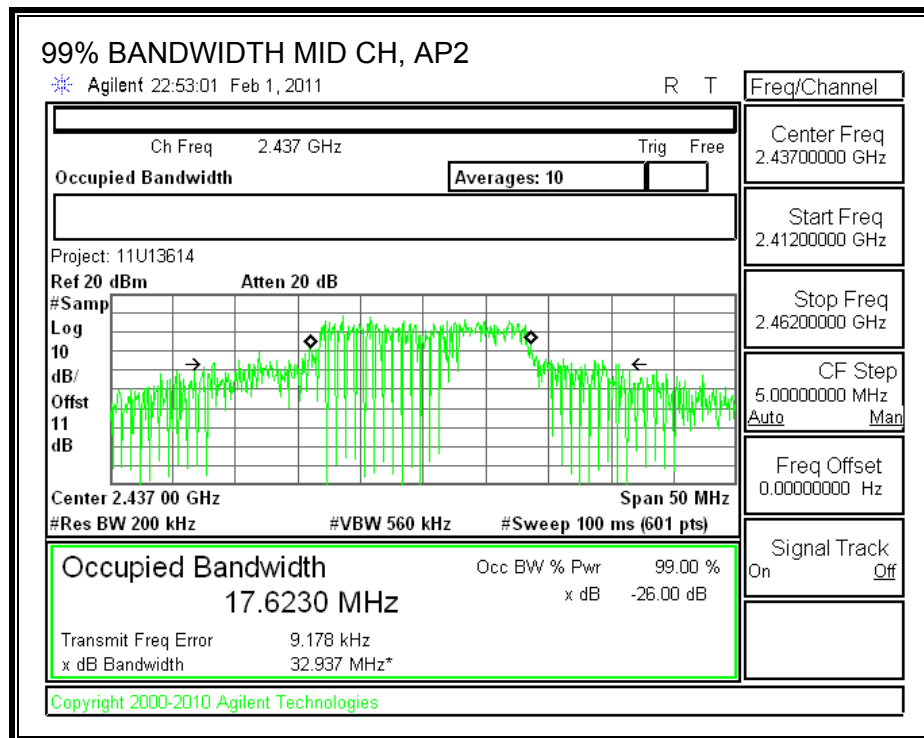 99% BANDWIDTH MID CH, AP2
Agilent 22:53:01 Feb 1, 2011 R T
Ch Freq 2.437 GHz Trig Free
Occupied Bandwidth Averages: 10
Project: 11U13614
Ref 20 dBm Atten 20 dB
#Samp
Log
10
dB/
Offst
11
dB
Center 2.437 00 GHz Span 50 MHz
#Res BW 200 kHz #VBW 560 kHz #Sweep 100 ms (601 pts)
Occupied Bandwidth Occ BW % Pwr 99.00 %
17.6230 MHz x dB -26.00 dB
Transmit Freq Error 9.178 kHz
x dB Bandwidth 32.937 MHz*
Copyright 2000-2010 Agilent Technologies
Freq/Channel
Center Freq
2.43700000 GHz
Start Freq
2.41200000 GHz
Stop Freq
2.46200000 GHz
CF Step
5.00000000 MHz
Auto Man
Freq Offset
0.00000000 Hz
Signal Track
On Off